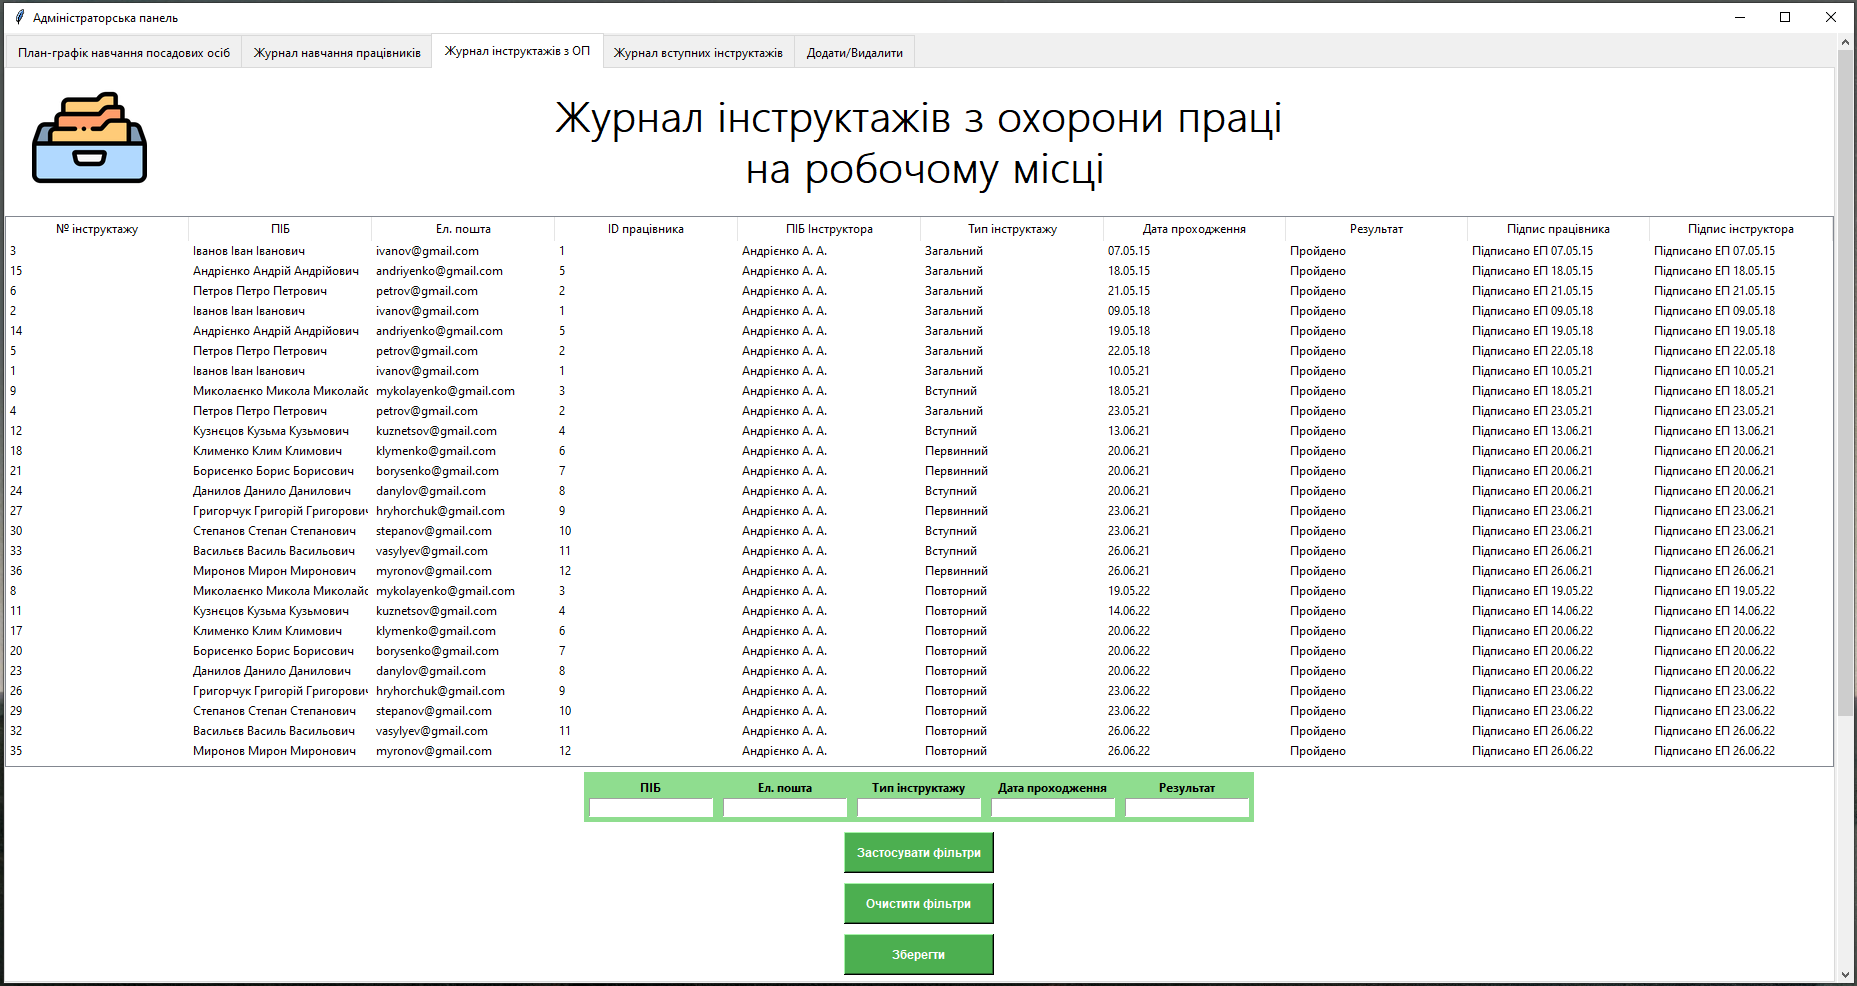 Адміністраторська панель
План-графік навчання посадових осіб Журнал навчання працівників Журнал інструктажів з ОП Журнал вступних інструктажів Додати/Видалити
Журнал інструктажів з охорони праці
на робочому місці
№ інструктажу ПІБ Ел. пошта ID працівника ПІБ Інструктора Тип інструктажу Дата проходження Результат Підпис працівника Підпис інструктора
3 Іванов Іван Іванович ivanov@gmail.com 1 Андрієнко А. А. Загальний 07.05.15 Пройдено Підписано ЕП 07.05.15 Підписано ЕП 07.05.15
15 Андрієнко Андрій Андрійович andriyenko@gmail.com 5 Андрієнко А. А. Загальний 18.05.15 Пройдено Підписано ЕП 18.05.15 Підписано ЕП 18.05.15
6 Петров Петро Петрович petrov@gmail.com 2 Андрієнко А. А. Загальний 21.05.15 Пройдено Підписано ЕП 21.05.15 Підписано ЕП 21.05.15
2 Іванов Іван Іванович ivanov@gmail.com 1 Андрієнко А. А. Загальний 09.05.18 Пройдено Підписано ЕП 09.05.18 Підписано ЕП 09.05.18
14 Андрієнко Андрій Андрійович andriyenko@gmail.com 5 Андрієнко А. А. Загальний 19.05.18 Пройдено Підписано ЕП 19.05.18 Підписано ЕП 19.05.18
5 Петров Петро Петрович petrov@gmail.com 2 Андрієнко А. А. Загальний 22.05.18 Пройдено Підписано ЕП 22.05.18 Підписано ЕП 22.05.18
1 Іванов Іван Іванович ivanov@gmail.com 1 Андрієнко А. А. Загальний 10.05.21 Пройдено Підписано ЕП 10.05.21 Підписано ЕП 10.05.21
9 Миколаєнко Микола Миколайо mykolayenko@gmail.com 3 Андрієнко А. А. Вступний 18.05.21 Пройдено Підписано ЕП 18.05.21 Підписано ЕП 18.05.21
4 Петров Петро Петрович petrov@gmail.com 2 Андрієнко А. А. Загальний 23.05.21 Пройдено Підписано ЕП 23.05.21 Підписано ЕП 23.05.21
12 Кузнєцов Кузьма Кузьмович kuznetsov@gmail.com 4 Андрієнко А. А. Вступний 13.06.21 Пройдено Підписано ЕП 13.06.21 Підписано ЕП 13.06.21
18 Клименко Клим Климович klymenko@gmail.com 6 Андрієнко А. А. Первинний 20.06.21 Пройдено Підписано ЕП 20.06.21 Підписано ЕП 20.06.21
21 Борисенко Борис Борисович borysenko@gmail.com 7 Андрієнко А. А. Первинний 20.06.21 Пройдено Підписано ЕП 20.06.21 Підписано ЕП 20.06.21
24 Данилов Данило Данилович danylov@gmail.com 8 Андрієнко А. А. Вступний 20.06.21 Пройдено Підписано ЕП 20.06.21 Підписано ЕП 20.06.21
27 Григорчук Григорій Григорович hryhorchuk@gmail.com 9 Андрієнко А. А. Первинний 23.06.21 Пройдено Підписано ЕП 23.06.21 Підписано ЕП 23.06.21
30 Степанов Степан Степанович stepanov@gmail.com 10 Андрієнко А. А. Вступний 23.06.21 Пройдено Підписано ЕП 23.06.21 Підписано ЕП 23.06.21
33 Васильєв Василь Васильович vasylyev@gmail.com 11 Андрієнко А. А. Вступний 26.06.21 Пройдено Підписано ЕП 26.06.21 Підписано ЕП 26.06.21
36 Миронов Мирон Миронович myronov@gmail.com 12 Андрієнко А. А. Первинний 26.06.21 Пройдено Підписано ЕП 26.06.21 Підписано ЕП 26.06.21
8 Миколаєнко Микола Миколайо mykolayenko@gmail.com 3 Андрієнко А. А. Повторний 19.05.22 Пройдено Підписано ЕП 19.05.22 Підписано ЕП 19.05.22
11 Кузнєцов Кузьма Кузьмович kuznetsov@gmail.com 4 Андрієнко А. А. Повторний 14.06.22 Пройдено Підписано ЕП 14.06.22 Підписано ЕП 14.06.22
17 Клименко Клим Климович klymenko@gmail.com 6 Андрієнко А. А. Повторний 20.06.22 Пройдено Підписано ЕП 20.06.22 Підписано ЕП 20.06.22
20 Борисенко Борис Борисович borysenko@gmail.com 7 Андрієнко А. А. Повторний 20.06.22 Пройдено Підписано ЕП 20.06.22 Підписано ЕП 20.06.22
23 Данилов Данило Данилович danylov@gmail.com 8 Андрієнко А. А. Повторний 20.06.22 Пройдено Підписано ЕП 20.06.22 Підписано ЕП 20.06.22
26 Григорчук Григорій Григорович hryhorchuk@gmail.com 9 Андрієнко А. А. Повторний 23.06.22 Пройдено Підписано ЕП 23.06.22 Підписано ЕП 23.06.22
29 Степанов Степан Степанович stepanov@gmail.com 10 Андрієнко А. А. Повторний 23.06.22 Пройдено Підписано ЕП 23.06.22 Підписано ЕП 23.06.22
32 Васильєв Василь Васильович vasylyev@gmail.com 11 Андрієнко А. А. Повторний 26.06.22 Пройдено Підписано ЕП 26.06.22 Підписано ЕП 26.06.22
35 Миронов Мирон Миронович myronov@gmail.com 12 Андрієнко А. А. Повторний 26.06.22 Пройдено Підписано ЕП 26.06.22 Підписано ЕП 26.06.22
ПІБ Ел. пошта Тип інструктажу Дата проходження Результат
Застосувати фільтри
Очистити фільтри
Зберегти